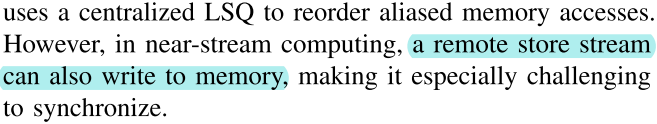 uses a centralized LSQ to reorder aliased memory accesses.
However, in near-stream computing, a remote store stream
can also write to memory, making it especially challenging
to synchronize.